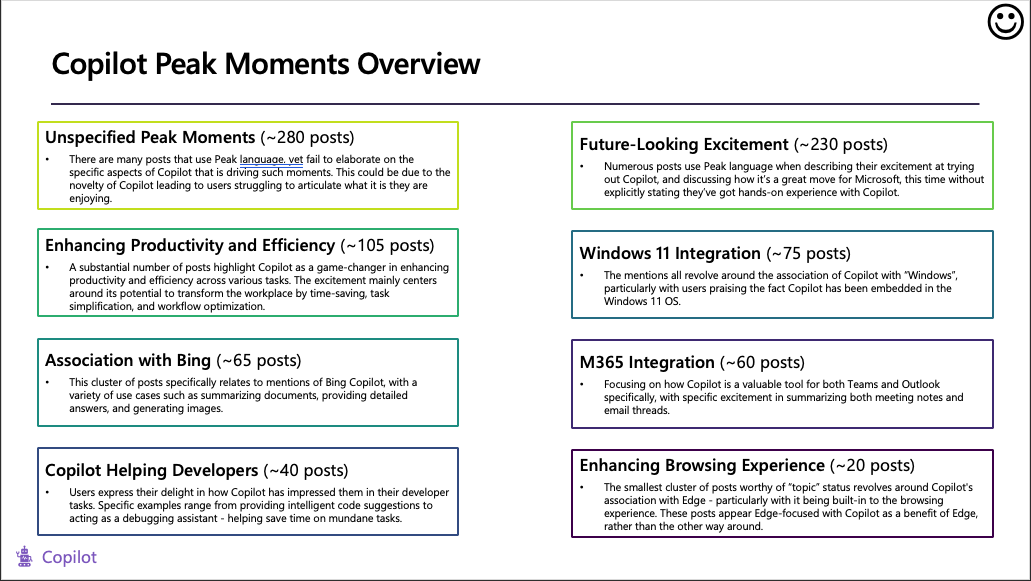 Copilot Peak Moments Overview
Unspecified Peak Moments (~280 posts)
• There are many posts that use Peak language. yet fail to elaborate on the
specific aspects of Copilot that is driving such moments. This could be due to the
novelty of Copilot leading to users struggling to articulate what it is they are
enjoying.
Future-Looking Excitement (~230 posts)
• Numerous posts use Peak language when describing their excitement at trying
out Copilot, and discussing how it's a great move for Microsoft, this time without
explicitly stating they've got hands-on experience with Copilot.
Enhancing Productivity and Efficiency (~105 posts)
• A substantial number of posts highlight Copilot as a game-changer in enhancing
productivity and efficiency across various tasks. The excitement mainly centers
around its potential to transform the workplace by time-saving, task
simplification, and workflow optimization.
Windows 11 Integration (~75 posts)
• The mentions all revolve around the association of Copilot with “Windows”,
particularly with users praising the fact Copilot has been embedded in the
Windows 11 OS.
Association with Bing (~65 posts)
• This cluster of posts specifically relates to mentions of Bing Copilot, with a
variety of use cases such as summarizing documents, providing detailed
answers, and generating images.
M365 Integration (~60 posts)
• Focusing on how Copilot is a valuable tool for both Teams and Outlook
specifically, with specific excitement in summarizing both meeting notes and
email threads.
Copilot Helping Developers (~40 posts)
• Users express their delight in how Copilot has impressed them in their developer
tasks. Specific examples range from providing intelligent code suggestions to
acting as a debugging assistant - helping save time on mundane tasks.
Enhancing Browsing Experience (~20 posts)
• The smallest cluster of posts worthy of “topic” status revolves around Copilot's
association with Edge - particularly with it being built-in to the browsing
experience. These posts appear Edge-focused with Copilot as a benefit of Edge,
rather than the other way around.
Copilot